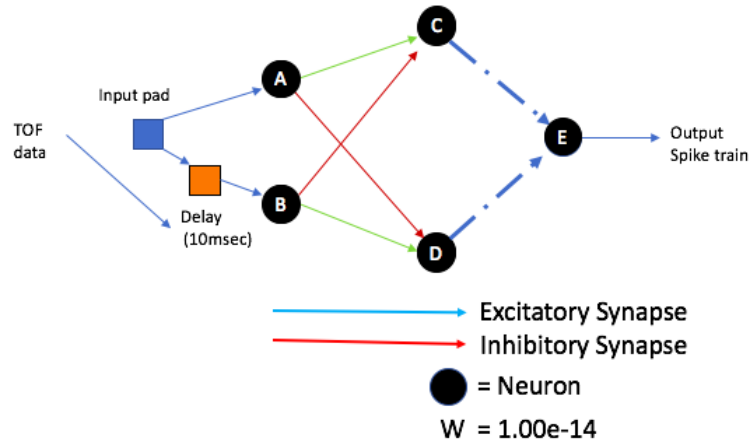 C
A
Input pad
TOF
data
E
Output
Spike train
B
Delay
(10msec)
D
Excitatory Synapse
Inhibitory Synapse
= Neuron
W = 1.00e-14